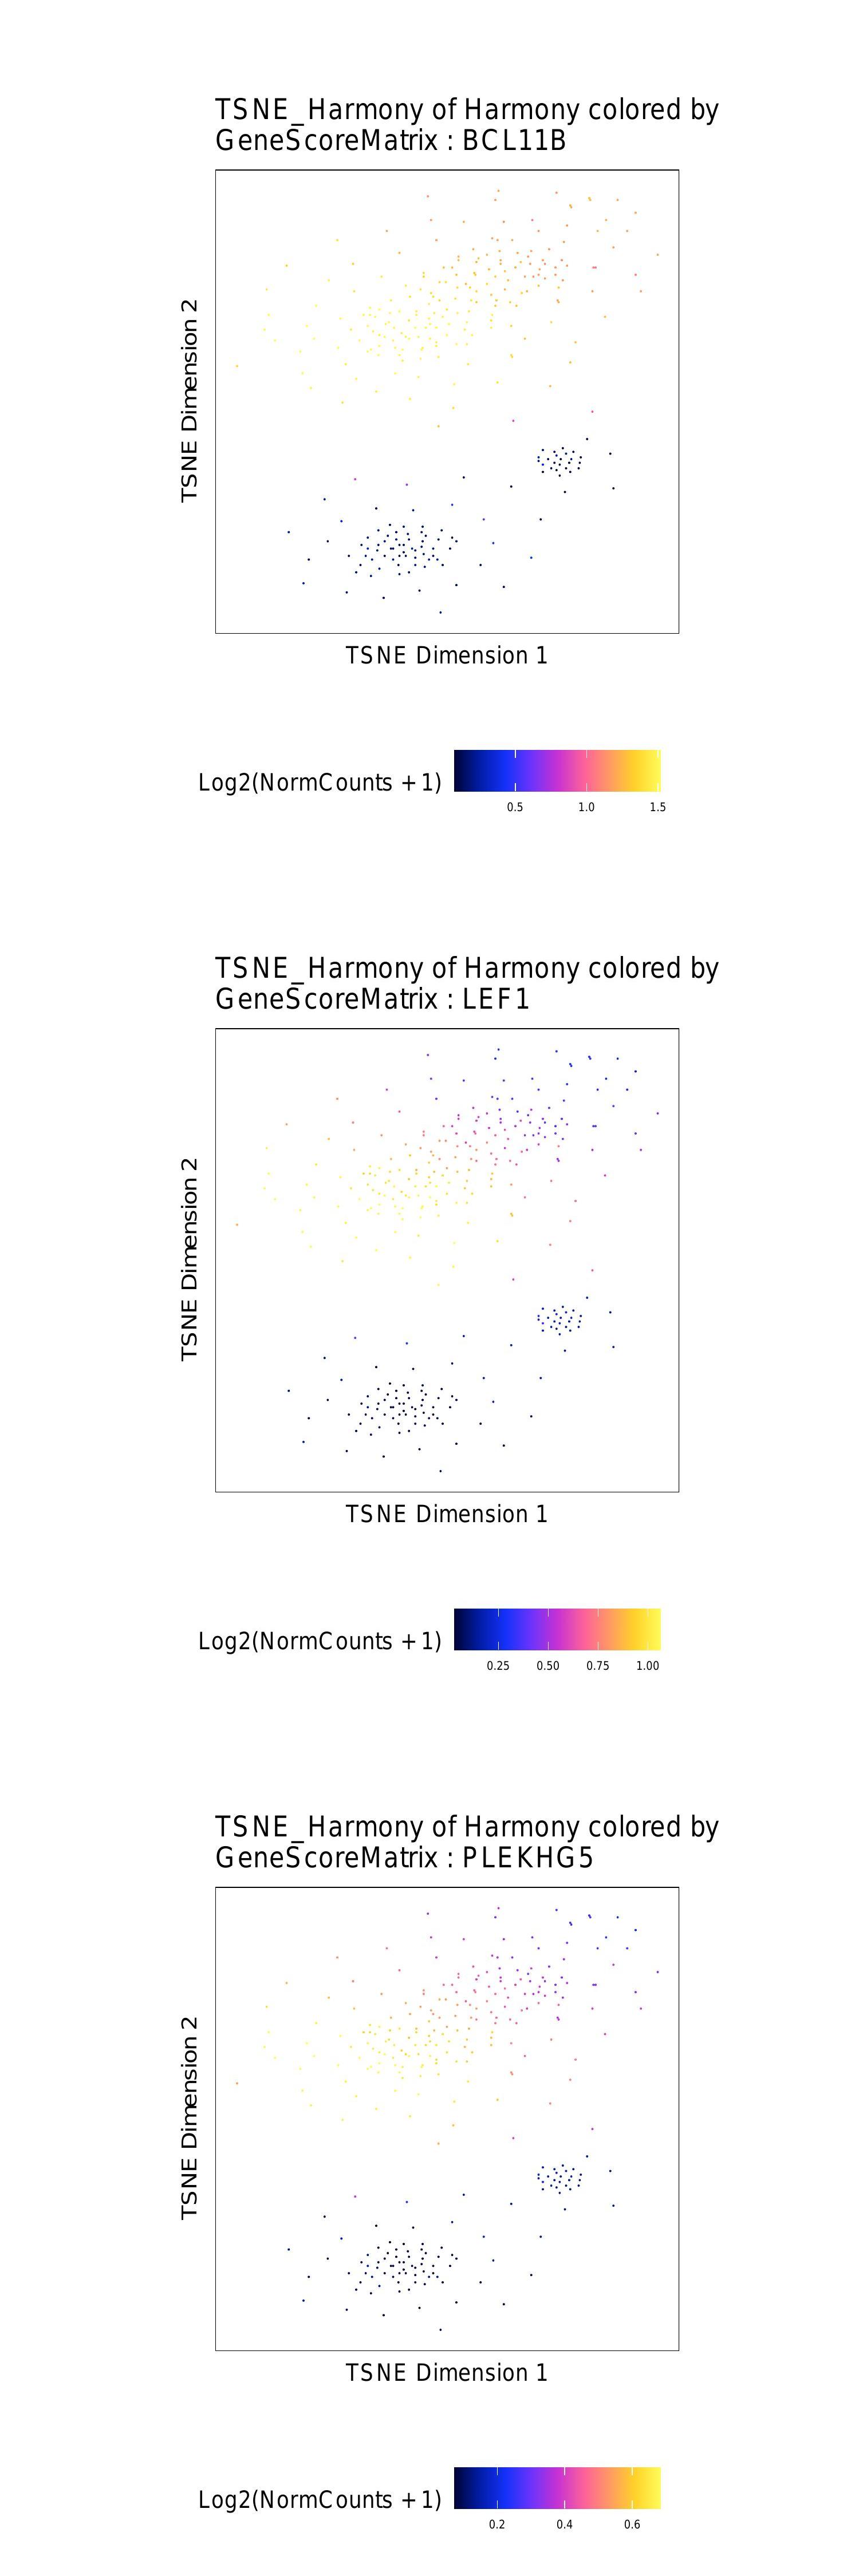 TSNE_Harmony of Harmony colored by
GeneScoreMatrix : BCL11B
TSNE Dimension 2
TSNE Dimension 1
Log2(NormCounts +1)
0.5 1.0 1.5
TSNE_Harmony of Harmony colored by
GeneScoreMatrix : LEF1
TSNE Dimension 2
TSNE Dimension 1
Log2(NormCounts +1)
0.25 0.50 0.75 1.00
TSNE_Harmony of Harmony colored by
GeneScoreMatrix : PLEKHG5
TSNE Dimension 2
TSNE Dimension 1
Log2(NormCounts +1)
0.2 0.4 0.6